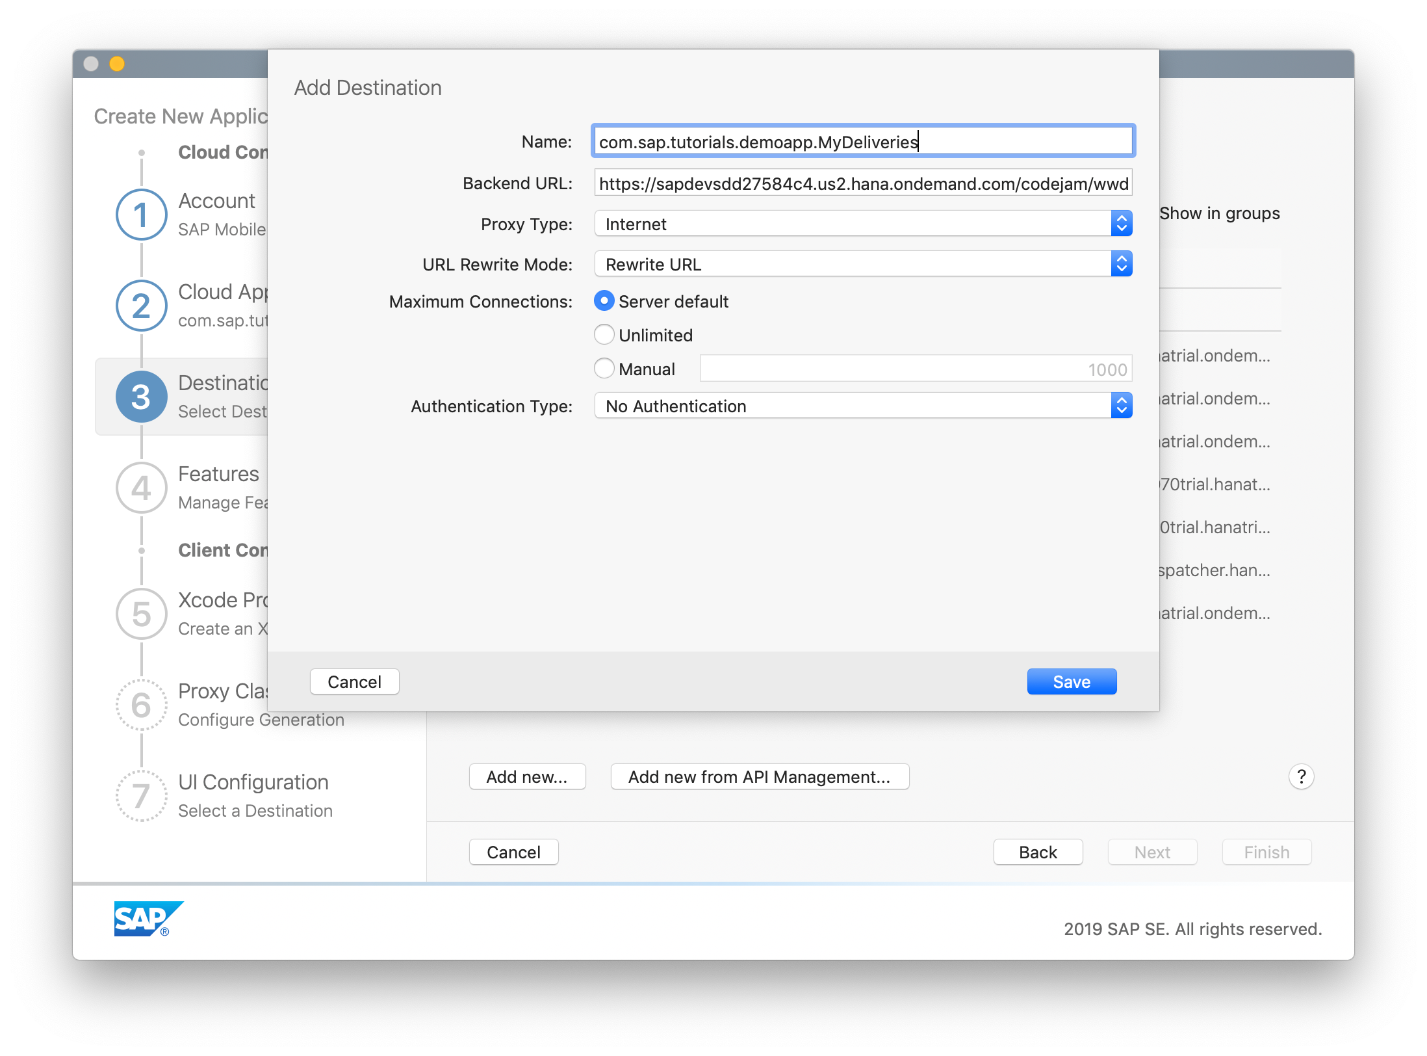 Add Destination
Name: com.sap.tutorials.demoapp.MyDeliveries
Backend URL: https://sapdevsdd27584c4.us2.hana.ondemand.com/codejam/wwd
Proxy Type: Internet
URL Rewrite Mode: Rewrite URL
Maximum Connections: Server default
Unlimited
Manual 1000
Authentication Type: No Authentication
Cancel Save
Create New Applic
Cloud Con
1 Account
SAP Mobile
2 Cloud App
com.sap.tut
3 Destinatio
Select Dest
4 Features
Manage Fea
Client Con
5 Xcode Pro
Create an X
6 Proxy Clas
Configure Generation
7 UI Configuration
Select a Destination
Show in groups
atrial.ondem...
atrial.ondem...
atrial.ondem...
70trial.hanat...
0trial.hanatri...
spatcher.han...
atrial.ondem...
Add new... Add new from API Management... ?
Cancel Back Next Finish
SAP®
2019 SAP SE. All rights reserved.